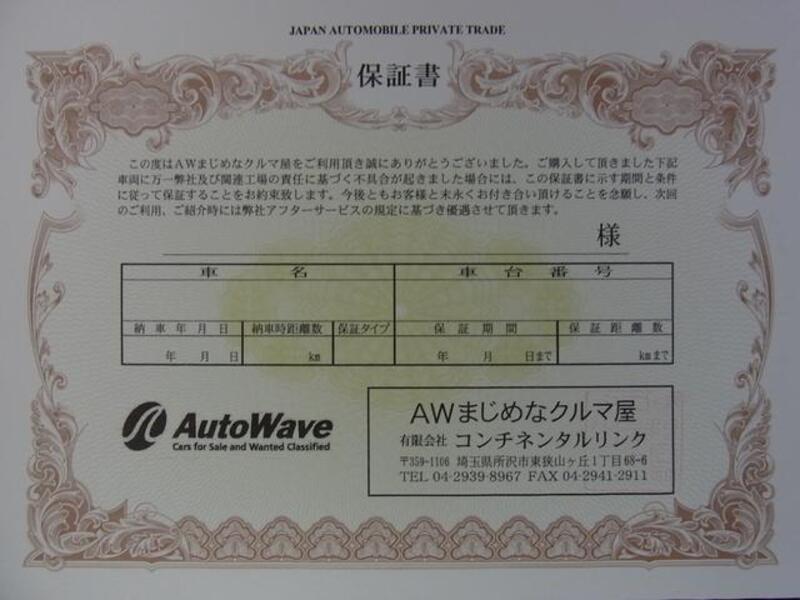 JAPAN AUTOMOBILE PRIVATE TRADE
保証書
この度はAWまじめなクルマ屋をご利用頂き誠にありがとうございました。ご購入して頂きました下記
車両に万一弊社及び関連工場の責任に基づく不具合が起きました場合には、この保証書に示す期間と条件
に従って保証することをお約束致します。今後ともお客様と末永くお付き合い頂けることを念願し、次回
のご利用、ご紹介時には弊社アフターサービスの規定に基づき優遇させて頂きます。
様
車名 車台番号
納車年月日 納車時距離数 保証タイプ 保証期間 保証距離数
年 月 日 km 年 月 日まで kmまで
AutoWave
Cars for Sale and Wanted Classified
AWまじめなクルマ屋
有限会社 コンチネンタルリンク
〒359-1106 埼玉県所沢市東狭山ヶ丘1丁目68-6
TEL 04-2939-8967 FAX 04-2941-2911